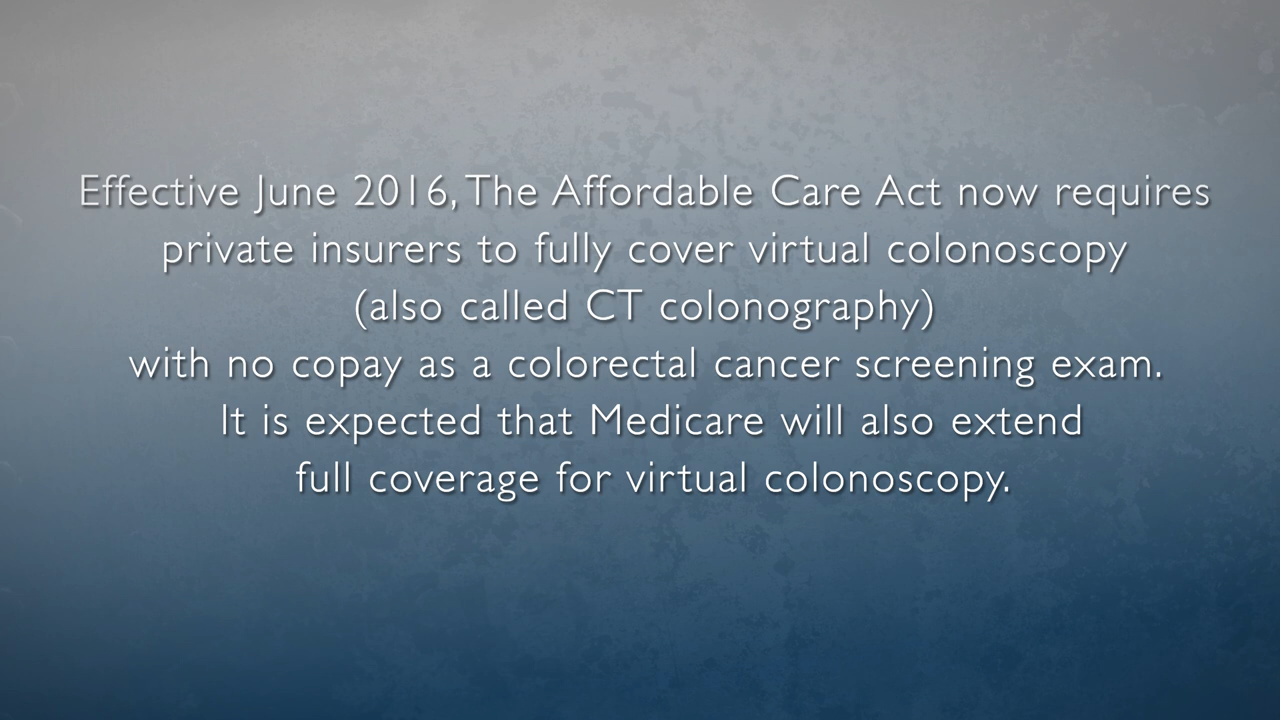 Effective June 2016, The Affordable Care Act now requires
private insurers to fully cover virtual colonoscopy
(also called CT colonography)
with no copay as a colorectal cancer screening exam.
It is expected that Medicare will also extend
full coverage for virtual colonoscopy.